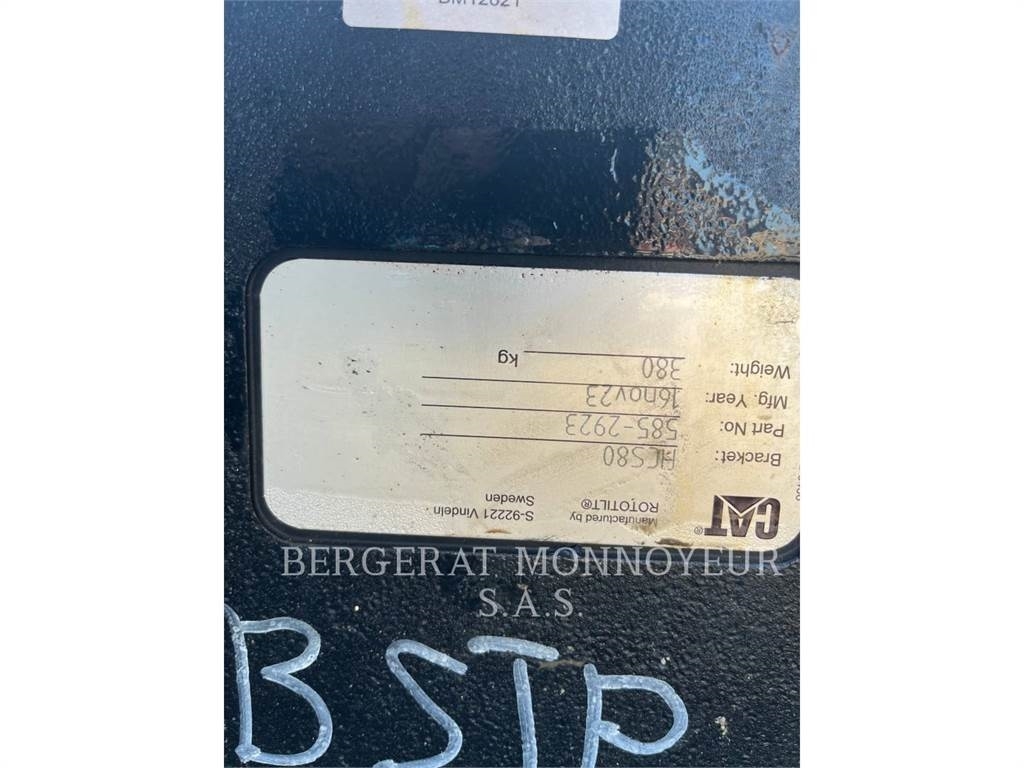 BM12621
CAT®
Manufactured by
ROTOTILT®
S-92221 Vindeln
Sweden
Bracket: HCS80
Part No: 585-2923
Mfg. Year: 16nov23
Weight: 380 kg
BERGERAT MONNOYEUR
S.A.S.
BSTP